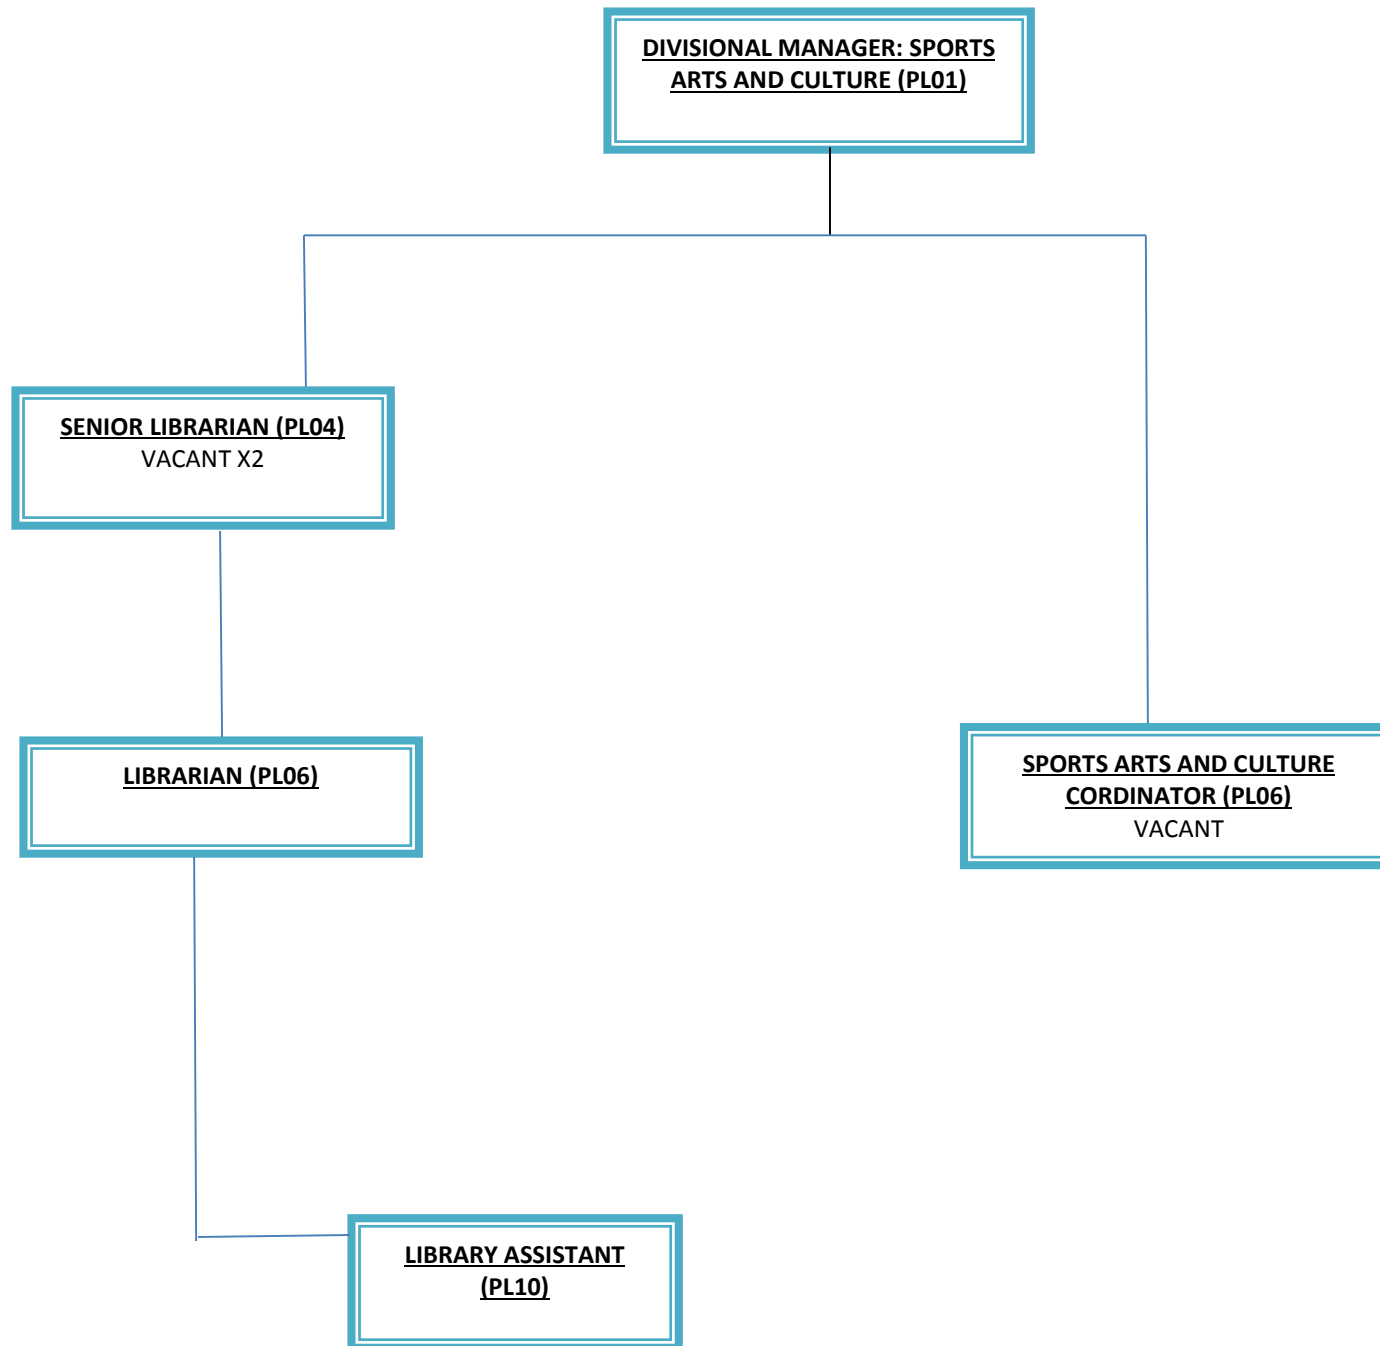 DIVISIONAL MANAGER: SPORTS
ARTS AND CULTURE (PL01)
SENIOR LIBRARIAN (PL04)
VACANT X2
LIBRARIAN (PL06)
SPORTS ARTS AND CULTURE
CORDINATOR (PL06)
VACANT
LIBRARY ASSISTANT
(PL10)